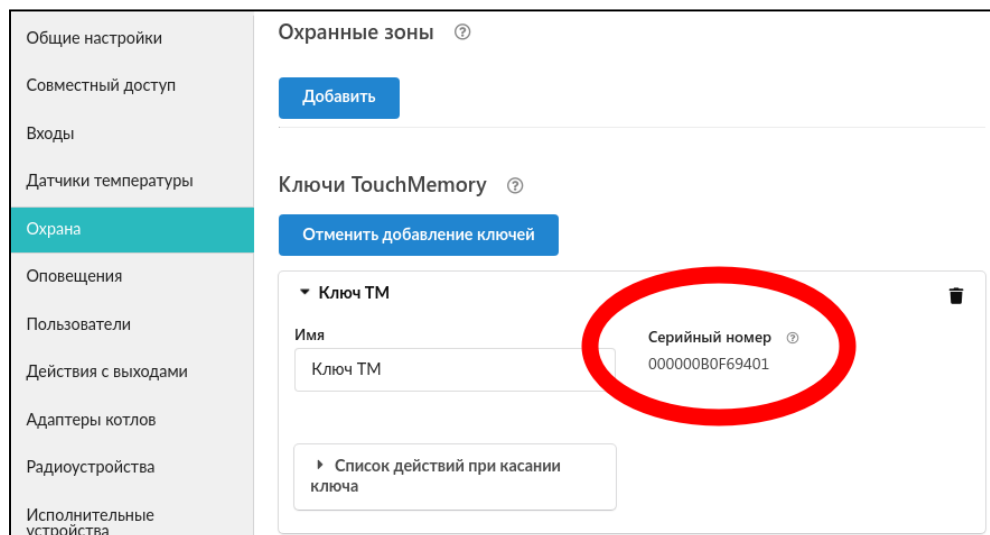 Общие настройки
Совместный доступ
Входы
Датчики температуры
Охрана
Оповещения
Пользователи
Действия с выходами
Адаптеры котлов
Радиоустройства
Исполнительные
устройства
Охранные зоны ?
Добавить
Ключи TouchMemory ?
Отменить добавление ключей
Ключ ТМ
Имя
Ключ ТМ
Серийный номер ?
000000B0F69401
Список действий при касании
ключа